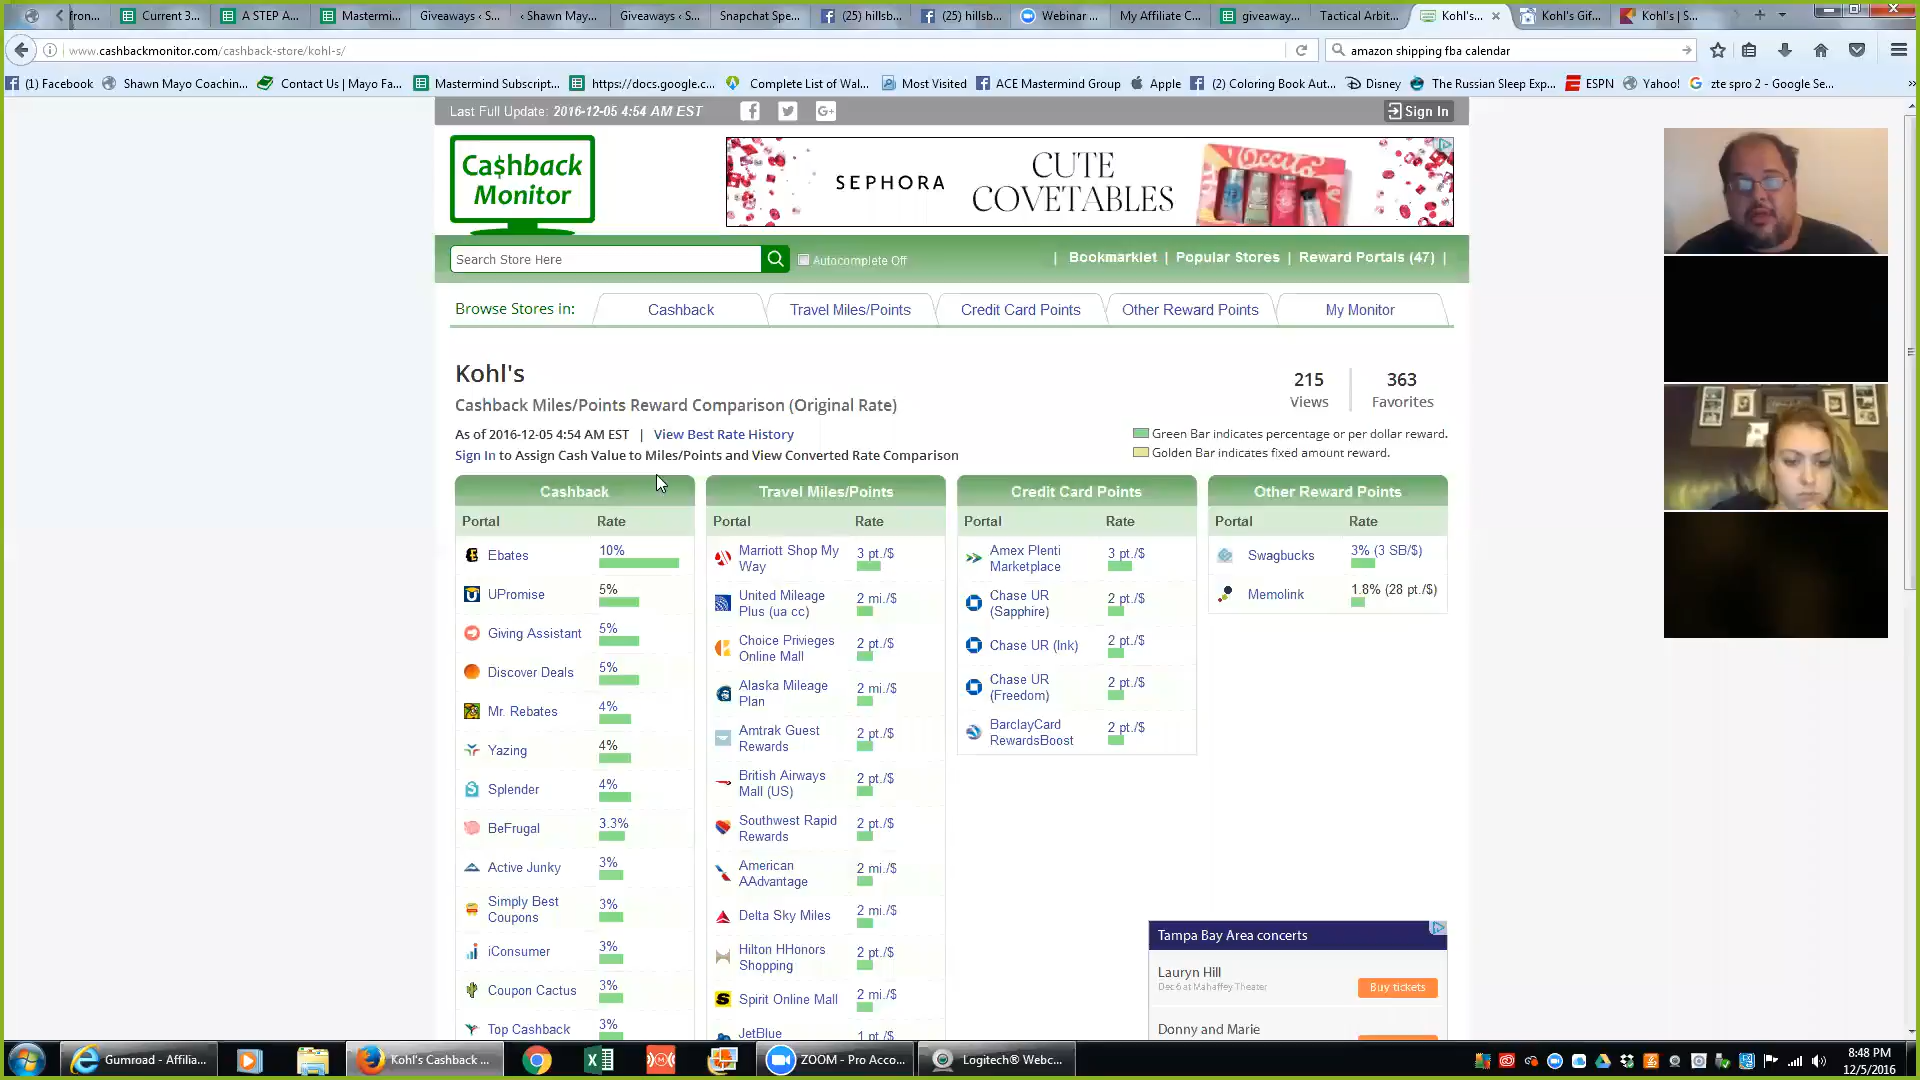 fron...
Current 3...
A STEP A...
Mastermi...
Giveaways ‹ S...
‹ Shawn May...
Giveaways ‹ S...
Snapchat Spe...
(25) hillsb...
(25) hillsb...
Webinar ...
My Affiliate C...
giveaway...
Tactical Arbit...
Kohl's...
Kohl's Gif...
Kohl's | S...
www.cashbackmonitor.com/cashback-store/kohl-s/
amazon shipping fba calendar
(1) Facebook
Shawn Mayo Coachin...
Contact Us | Mayo Fa...
Mastermind Subscript...
https://docs.google.c...
Complete List of Wal...
Most Visited
ACE Mastermind Group
Apple
(2) Coloring Book Aut...
Disney
The Russian Sleep Exp...
ESPN
Yahoo!
zte spro 2 - Google Se...
Last Full Update: 2016-12-05 4:54 AM EST
Sign In
Ca$hback
Monitor
SEPHORA
CUTE
COVETABLES
Search Store Here
Autocomplete Off
| Bookmarklet | Popular Stores | Reward Portals (47) |
Browse Stores in:
Cashback
Travel Miles/Points
Credit Card Points
Other Reward Points
My Monitor
Kohl's
Cashback Miles/Points Reward Comparison (Original Rate)
215
Views
363
Favorites
As of 2016-12-05 4:54 AM EST | View Best Rate History
Sign In to Assign Cash Value to Miles/Points and View Converted Rate Comparison
Green Bar indicates percentage or per dollar reward.
Golden Bar indicates fixed amount reward.
Cashback
Portal Rate
Ebates 10%
UPromise 5%
Giving Assistant 5%
Discover Deals 5%
Mr. Rebates 4%
Yazing 4%
Splender 4%
BeFrugal 3.3%
Active Junky 3%
Simply Best
Coupons 3%
iConsumer 3%
Coupon Cactus 3%
Top Cashback 3%
Travel Miles/Points
Portal Rate
Marriott Shop My
Way 3 pt./$
United Mileage
Plus (ua cc) 2 mi./$
Choice Privieges
Online Mall 2 pt./$
Alaska Mileage
Plan 2 mi./$
Amtrak Guest
Rewards 2 pt./$
British Airways
Mall (US) 2 pt./$
Southwest Rapid
Rewards 2 pt./$
American
AAdvantage 2 mi./$
Delta Sky Miles 2 mi./$
Hilton HHonors
Shopping 2 pt./$
Spirit Online Mall 2 mi./$
JetBlue 1 pt./$
Credit Card Points
Portal Rate
Amex Plenti
Marketplace 3 pt./$
Chase UR
(Sapphire) 2 pt./$
Chase UR (Ink) 2 pt./$
Chase UR
(Freedom) 2 pt./$
BarclayCard
RewardsBoost 2 pt./$
Other Reward Points
Portal Rate
Swagbucks 3% (3 SB/$)
Memolink 1.8% (28 pt./$)
Tampa Bay Area concerts
Lauryn Hill
Dec 6 at Mahaffey Theater
Buy tickets
Donny and Marie
Gumroad - Affilia...
Kohl's Cashback ...
ZOOM - Pro Acco...
Logitech® Webc...
8:48 PM
12/5/2016